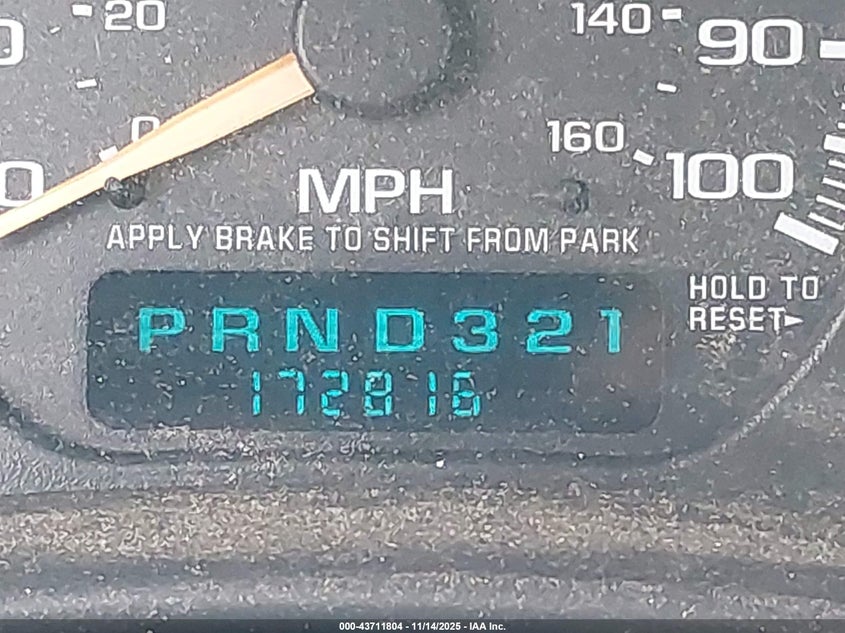 20
140 90
0
160 100
0
MPH
APPLY BRAKE TO SHIFT FROM PARK
HOLD TO
RESET►
PRND321
172816
000-43711804 - 11/14/2025 - IAA Inc.